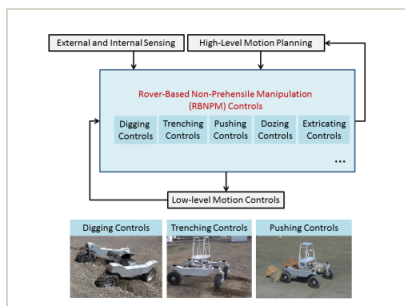 External and Internal Sensing
High-Level Motion Planning
Rover-Based Non-Prehensile Manipulation
(RBNPM) Controls
Digging
Controls
Trenching
Controls
Pushing
Controls
Dozing
Controls
Extricating
Controls
...
Low-level Motion Controls
Digging Controls
Trenching Controls
Pushing Controls